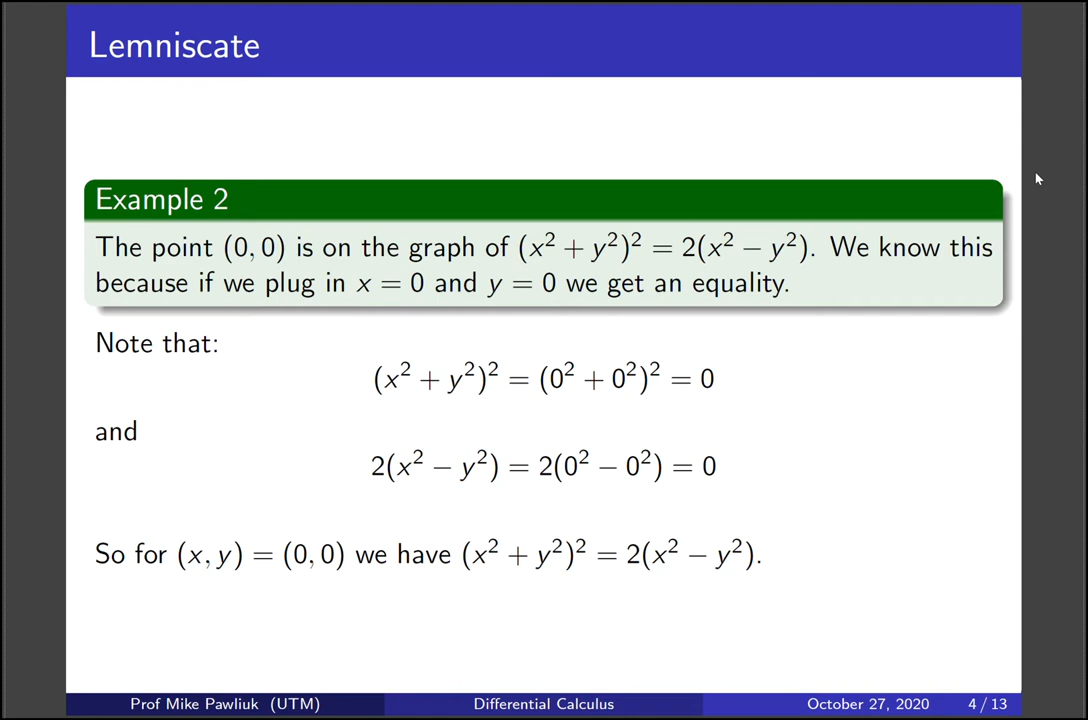 Lemniscate
Example 2
The point (0, 0) is on the graph of (x² + y²)² = 2(x² − y²). We know this
because if we plug in x = 0 and y = 0 we get an equality.
Note that:
(x² + y²)² = (0² + 0²)² = 0
and
2(x² − y²) = 2(0² − 0²) = 0
So for (x, y) = (0, 0) we have (x² + y²)² = 2(x² − y²).
Prof Mike Pawliuk (UTM) Differential Calculus October 27, 2020 4 / 13